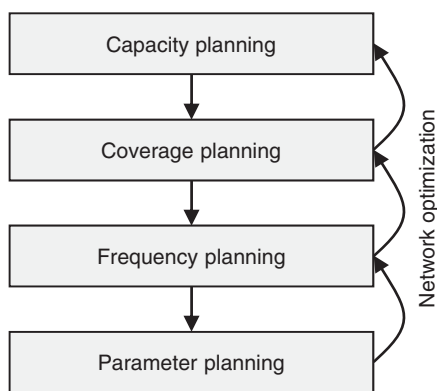 Capacity planning
Coverage planning
Frequency planning
Parameter planning
Network optimization